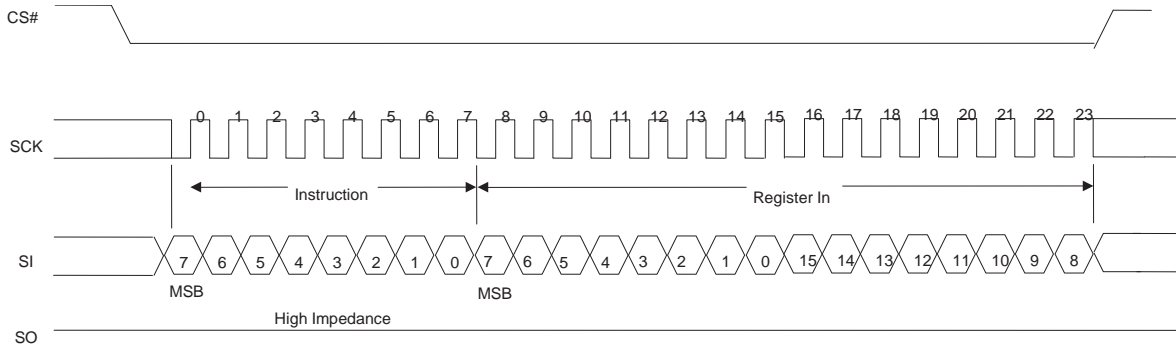 CS#
0 1 2 3 4 5 6 7 8 9 10 11 12 13 14 15 16 17 18 19 20 21 22 23
SCK
Instruction Register In
SI 7 6 5 4 3 2 1 0 7 6 5 4 3 2 1 0 15 14 13 12 11 10 9 8
MSB MSB
High Impedance
SO